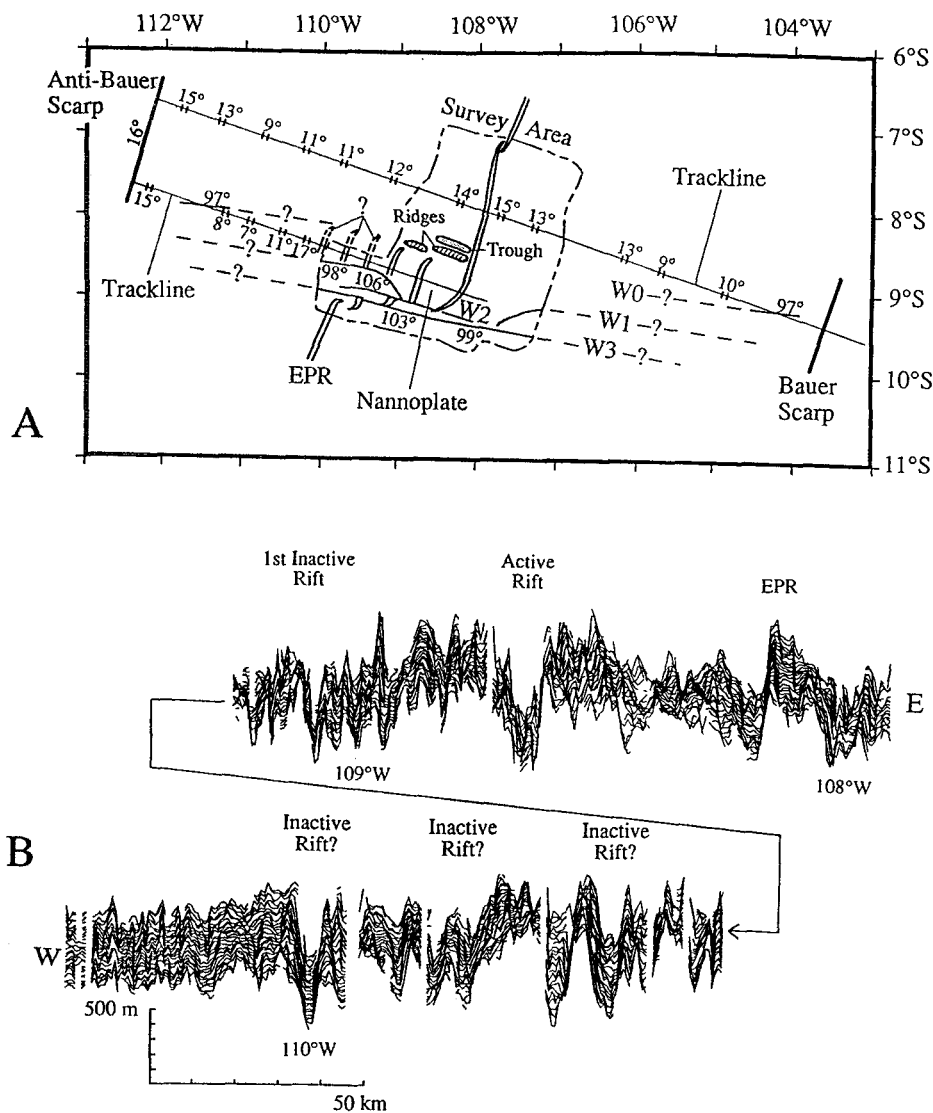 112°W 110°W 108°W 106°W 104°W
6°S
Anti-Bauer
Scarp
16°
15° 13° 9° 11° 11° 12° 14° 15° 13° 13° 9° 10° 97°
Survey Area
7°S
Trackline
8°S
15° 97° 8° 7° 11° 17°
?
?
?
?
Ridges
Trough
Trackline
98° 106°
103° 99°
W2
W0-?
9°S
W1 -?
W3 -?
EPR
Nannoplate
Bauer
Scarp
10°S
A
11°S
1st Inactive
Rift
Active
Rift
EPR
E
109°W
108°W
B
Inactive
Rift?
Inactive
Rift?
Inactive
Rift?
W
500 m
110°W
50 km